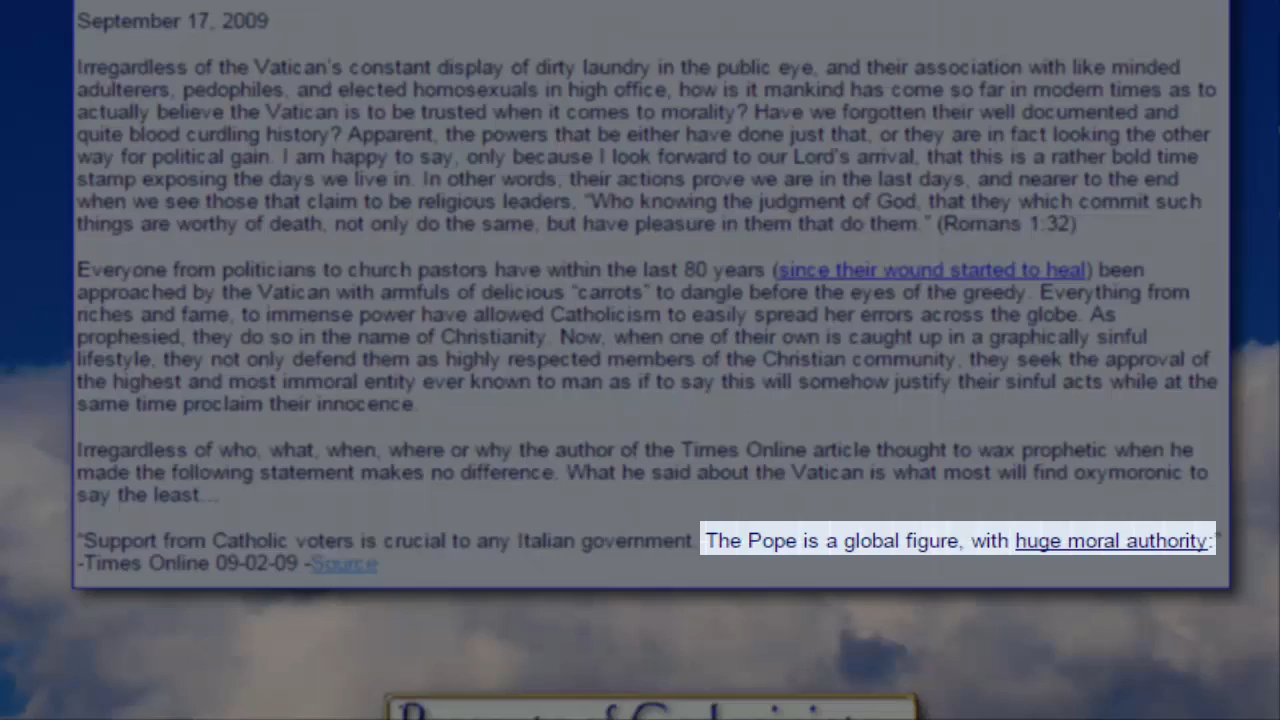 September 17, 2009
Irregardless of the Vatican's constant display of dirty laundry in the public eye, and their association with like minded
adulterers, pedophiles, and elected homosexuals in high office, how is it mankind has come so far in modern times as to
actually believe the Vatican is to be trusted when it comes to morality? Have we forgotten their well documented and
quite blood curdling history? Apparent, the powers that be either have done just that, or they are in fact looking the other
way for political gain. I am happy to say, only because I look forward to our Lord's arrival, that this is a rather bold time
stamp exposing the days we live in. In other words, their actions prove we are in the last days, and nearer to the end
when we see those that claim to be religious leaders, "Who knowing the judgment of God, that they which commit such
things are worthy of death, not only do the same, but have pleasure in them that do them." (Romans 1:32)
Everyone from politicians to church pastors have within the last 80 years (since their wound started to heal) been
approached by the Vatican with armfuls of delicious "carrots" to dangle before the eyes of the greedy. Everything from
riches and fame, to immense power have allowed Catholicism to easily spread her errors across the globe. As
prophesied, they do so in the name of Christianity. Now, when one of their own is caught up in a graphically sinful
lifestyle, they not only defend them as highly respected members of the Christian community, they seek the approval of
the highest and most immoral entity ever known to man as if to say this will somehow justify their sinful acts while at the
same time proclaim their innocence.
Irregardless of who, what, when, where or why the author of the Times Online article thought to wax prophetic when he
made the following statement makes no difference. What he said about the Vatican is what most will find oxymoronic to
say the least...
"Support from Catholic voters is crucial to any Italian government. The Pope is a global figure, with huge moral authority:"
-Times Online 09-02-09 -Source